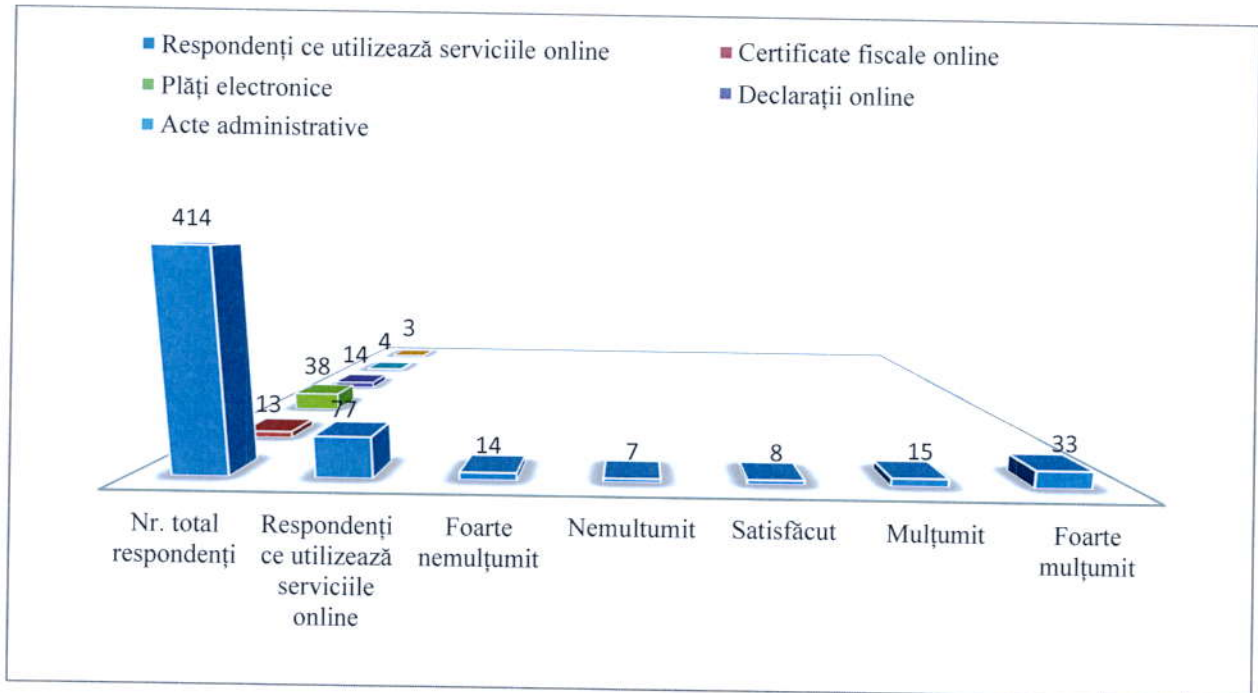 Respondenți ce utilizează serviciile online
Certificate fiscale online
Plăți electronice
Declarații online
Acte administrative
414
13
38
14
4
3
77
14
7
8
15
33
Nr. total
respondenți
Respondenți
ce utilizează
serviciile
online
Foarte
nemulțumit
Nemultumit
Satisfăcut
Mulțumit
Foarte
mulțumit